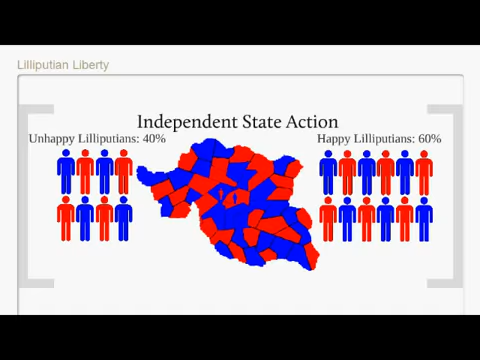 Lilliputian Liberty
Independent State Action
Unhappy Lilliputians: 40%
Happy Lilliputians: 60%